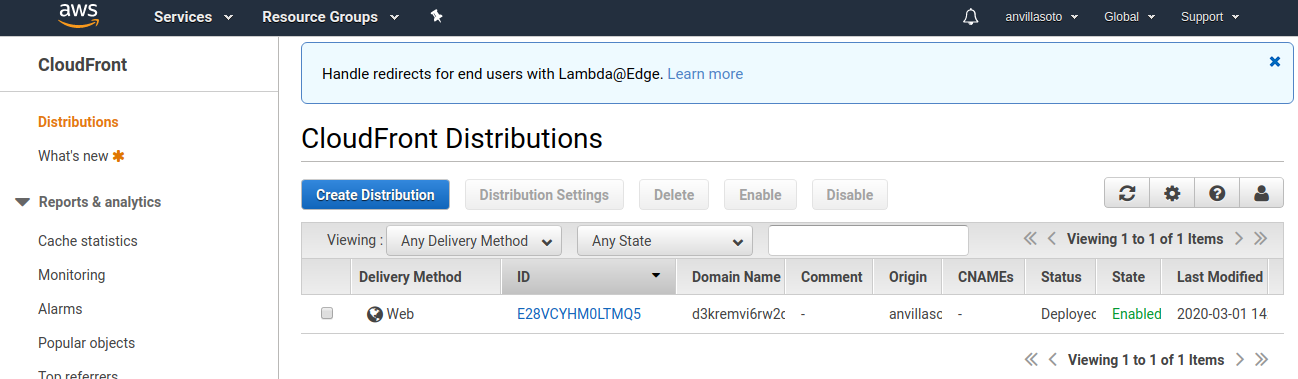 aws Services Resource Groups anvillasoto Global Support
CloudFront
Handle redirects for end users with Lambda@Edge. Learn more
Distributions
What's new
CloudFront Distributions
Reports & analytics
Create Distribution Distribution Settings Delete Enable Disable
Cache statistics
Viewing : Any Delivery Method Any State Viewing 1 to 1 of 1 Items
Monitoring
Delivery Method ID Domain Name Comment Origin CNAMEs Status State Last Modified
Alarms
Web E28VCYHM0LTMQ5 d3kremvi6rw2c - anvillasc - Deployec Enabled 2020-03-01 14
Popular objects
Viewing 1 to 1 of 1 Items
Top referrers